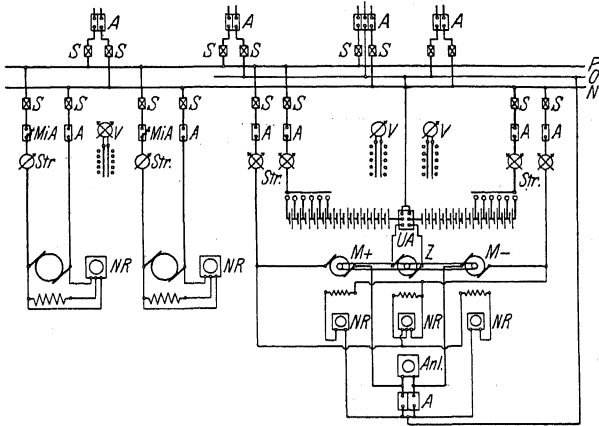 A A A A
S S S S S S
P
O
N
S S S S S S S S
MiA A V MiA A A A V V A A
Str. Str. Str. Str.
UA
M+ Z M-
NR NR
NR NR NR
Anl.
A